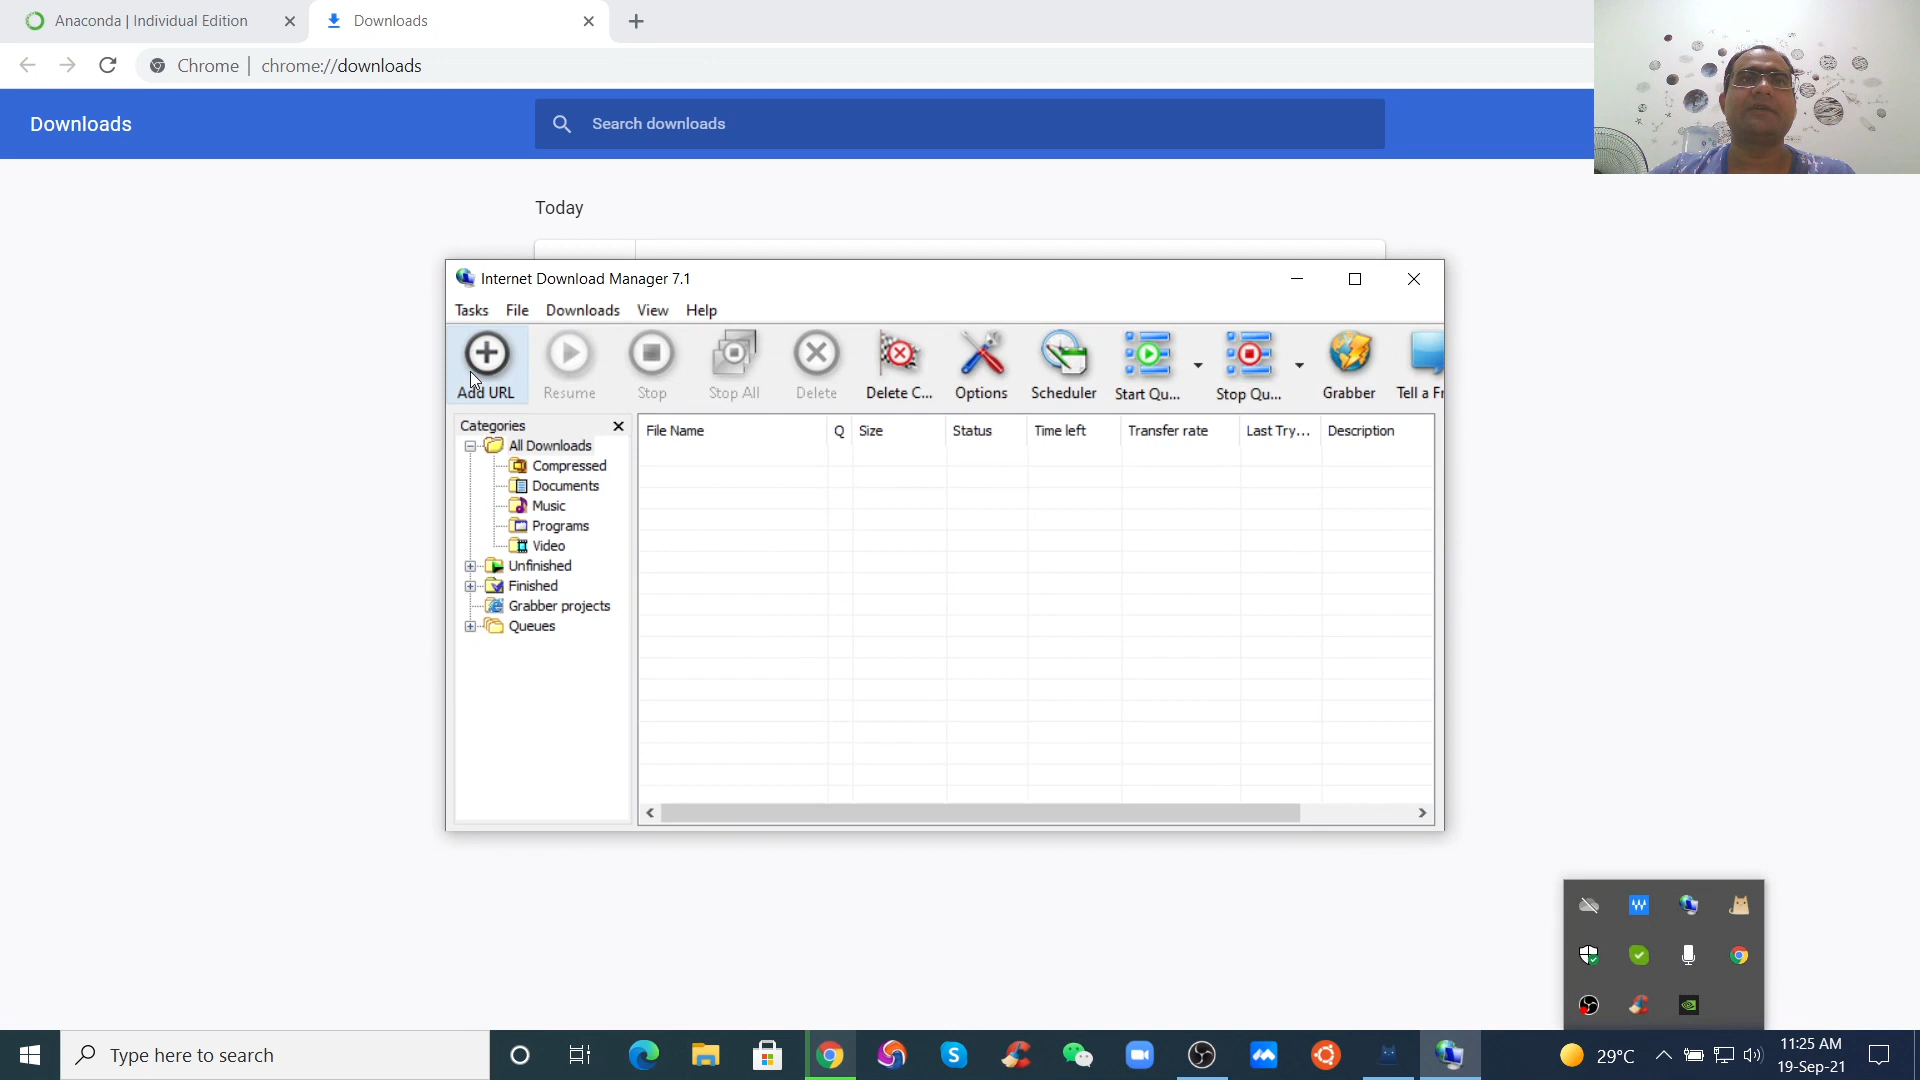 Anaconda | Individual Edition
Downloads
Chrome | chrome://downloads
Downloads
Search downloads
Today
Internet Download Manager 7.1
Tasks File Downloads View Help
Add URL Resume Stop Stop All Delete Delete C... Options Scheduler Start Qu... Stop Qu... Grabber Tell a Fr
Categories
File Name Q Size Status Time left Transfer rate Last Try... Description
All Downloads
Compressed
Documents
Music
Programs
Video
Unfinished
Finished
Grabber projects
Queues
Type here to search
29°C
11:25 AM
19-Sep-21